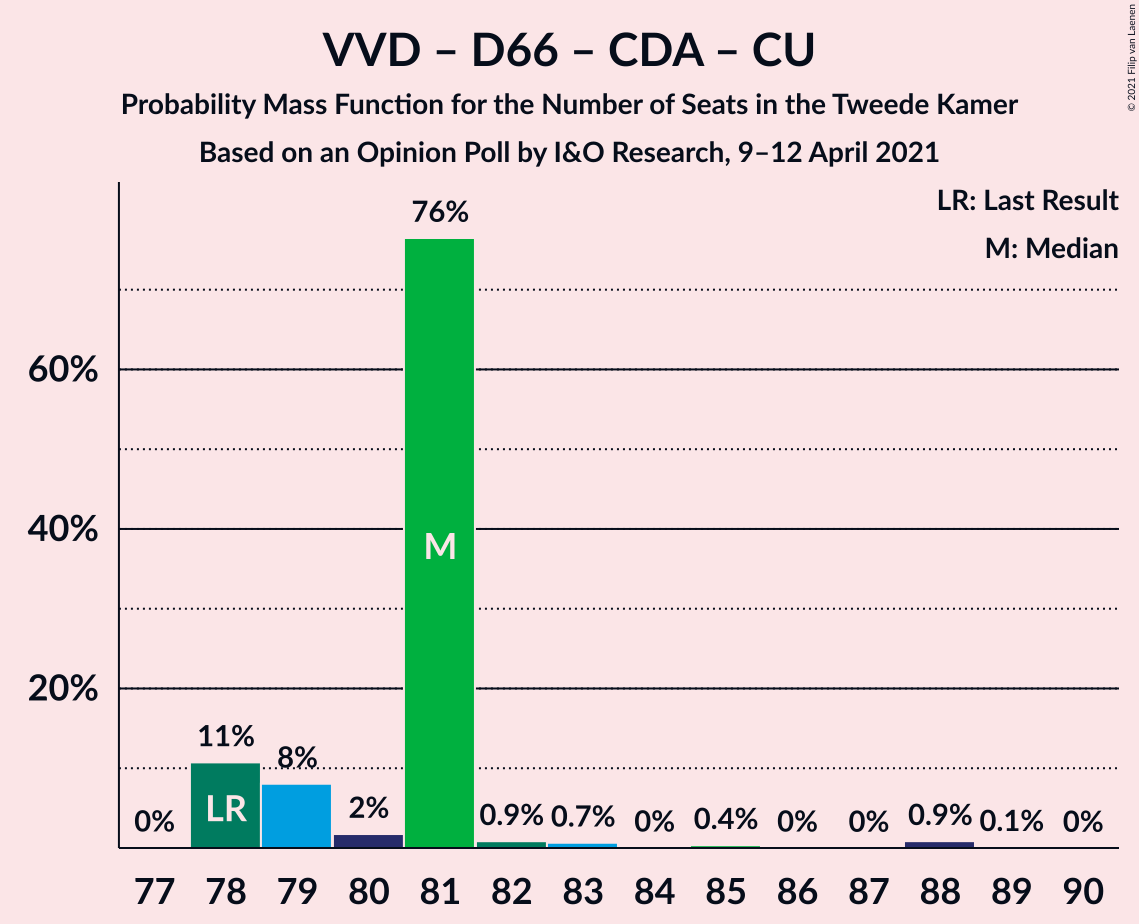 VVD – D66 – CDA – CU
Probability Mass Function for the Number of Seats in the Tweede Kamer
Based on an Opinion Poll by I&O Research, 9–12 April 2021
© 2021 Filip van Laenen
LR: Last Result
M: Median
76%
60%
40%
M
20%
11%
8%
LR
2%
0%
0.9%
0.7%
0%
0.4%
0%
0%
0.9%
0.1%
0%
77 78 79 80 81 82 83 84 85 86 87 88 89 90